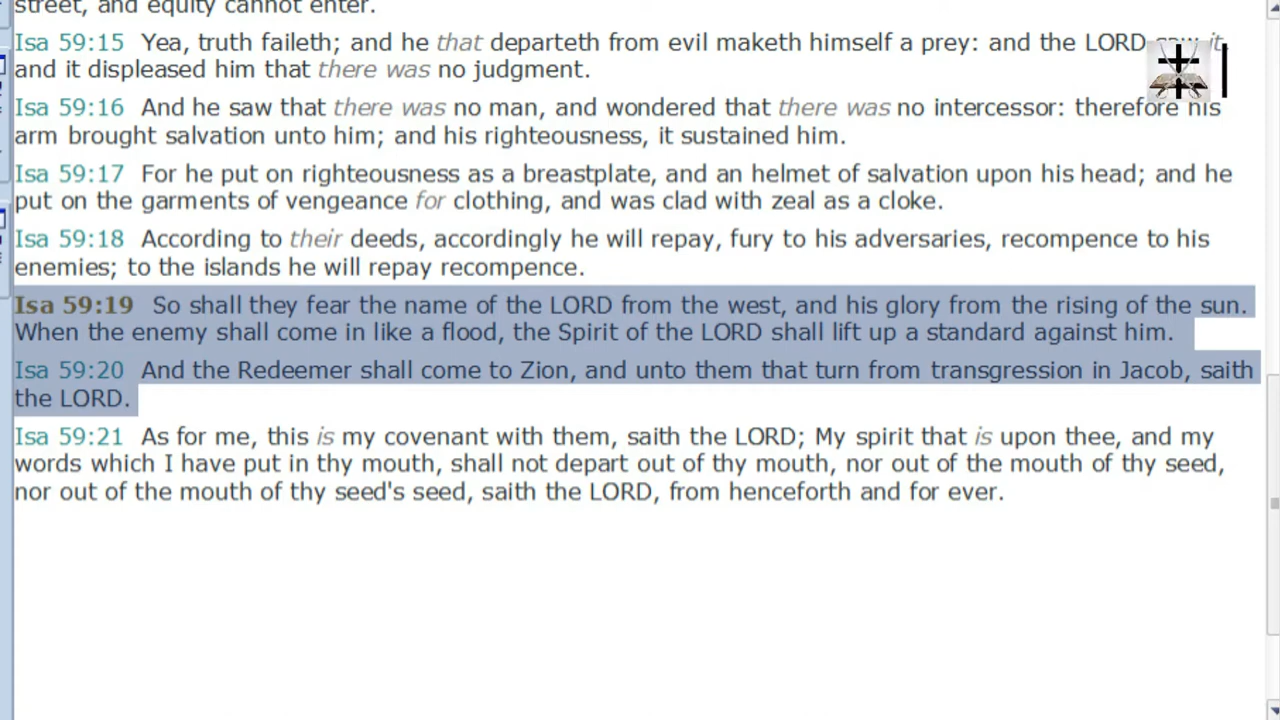 street, and equity cannot enter.
Isa 59:15 Yea, truth faileth; and he that departeth from evil maketh himself a prey: and the LORD saw it,
and it displeased him that there was no judgment.
Isa 59:16 And he saw that there was no man, and wondered that there was no intercessor: therefore his
arm brought salvation unto him; and his righteousness, it sustained him.
Isa 59:17 For he put on righteousness as a breastplate, and an helmet of salvation upon his head; and he
put on the garments of vengeance for clothing, and was clad with zeal as a cloke.
Isa 59:18 According to their deeds, accordingly he will repay, fury to his adversaries, recompence to his
enemies; to the islands he will repay recompence.
Isa 59:19 So shall they fear the name of the LORD from the west, and his glory from the rising of the sun.
When the enemy shall come in like a flood, the Spirit of the LORD shall lift up a standard against him.
Isa 59:20 And the Redeemer shall come to Zion, and unto them that turn from transgression in Jacob, saith
the LORD.
Isa 59:21 As for me, this is my covenant with them, saith the LORD; My spirit that is upon thee, and my
words which I have put in thy mouth, shall not depart out of thy mouth, nor out of the mouth of thy seed,
nor out of the mouth of thy seed's seed, saith the LORD, from henceforth and for ever.